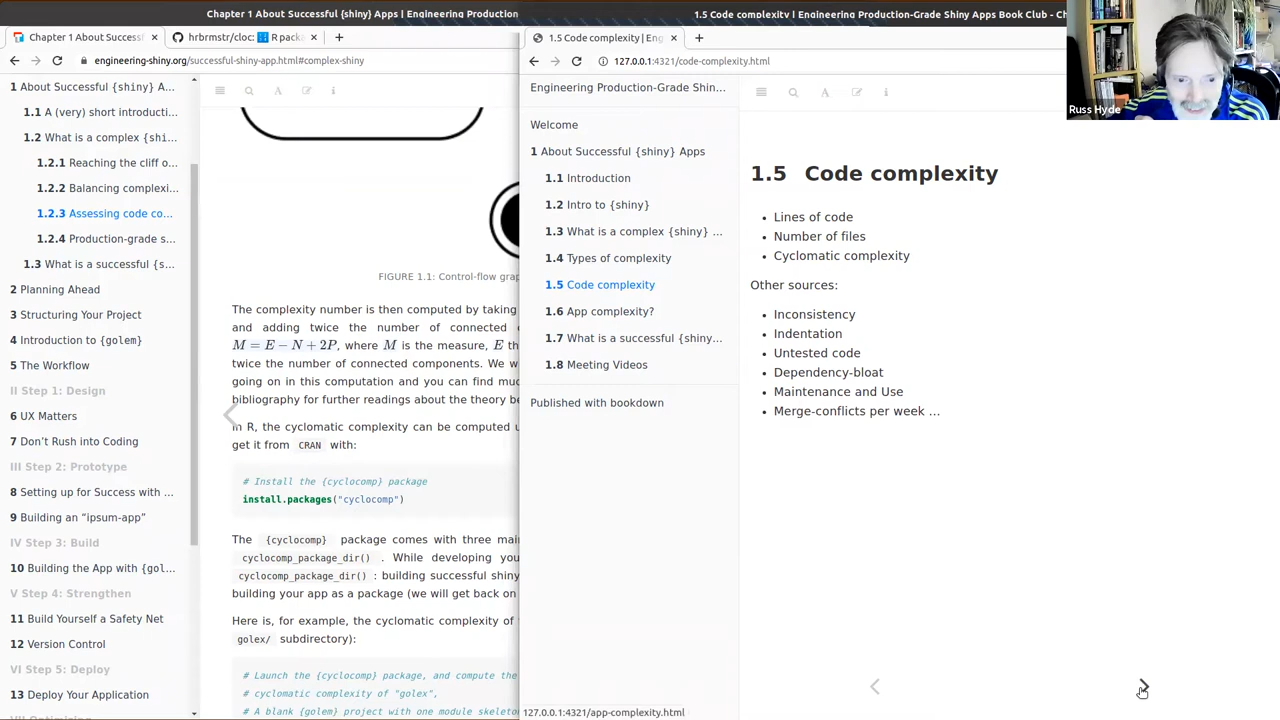 Chapter 1 About Successful {shiny} Apps | Engineering Production
Chapter 1 About Success
hrbrmstr/cloc: R packa
engineering-shiny.org/successful-shiny-app.html#complex-shiny
1 About Successful {shiny} A...
1.1 A (very) short introducti...
1.2 What is a complex {shi...
1.2.1 Reaching the cliff o...
1.2.2 Balancing complexi...
1.2.3 Assessing code co...
1.2.4 Production-grade s...
1.3 What is a successful {s...
2 Planning Ahead
3 Structuring Your Project
4 Introduction to {golem}
5 The Workflow
II Step 1: Design
6 UX Matters
7 Don't Rush into Coding
III Step 2: Prototype
8 Setting up for Success with ...
9 Building an “ipsum-app”
IV Step 3: Build
10 Building the App with {gol...
V Step 4: Strengthen
11 Build Yourself a Safety Net
12 Version Control
VI Step 5: Deploy
13 Deploy Your Application
FIGURE 1.1: Control-flow grap
The complexity number is then computed by taking
and adding twice the number of connected
M = E − N + 2P, where M is the measure, E th
twice the number of connected components. We w
going on in this computation and you can find muc
bibliography for further readings about the theory be
In R, the cyclomatic complexity can be computed u
get it from CRAN with:
# Install the {cyclocomp} package
install.packages("cyclocomp")
The {cyclocomp} package comes with three main
cyclocomp_package_dir() . While developing you
cyclocomp_package_dir() : building successful shiny
building your app as a package (we will get back on
Here is, for example, the cyclomatic complexity of
golex/ subdirectory):
# Launch the {cyclocomp} package, and compute the
# cyclomatic complexity of "golex",
# A blank {golem} project with one module skeleto
1.5 Code complexity | Engineering Production-Grade Shiny Apps Book Club - Ch
1.5 Code complexity | Eng
127.0.0.1:4321/code-complexity.html
Engineering Production-Grade Shin...
Welcome
1 About Successful {shiny} Apps
1.1 Introduction
1.2 Intro to {shiny}
1.3 What is a complex {shiny} ...
1.4 Types of complexity
1.5 Code complexity
1.6 App complexity?
1.7 What is a successful {shiny...
1.8 Meeting Videos
Published with bookdown
127.0.0.1:4321/app-complexity.html
1.5 Code complexity
• Lines of code
• Number of files
• Cyclomatic complexity
Other sources:
• Inconsistency
• Indentation
• Untested code
• Dependency-bloat
• Maintenance and Use
• Merge-conflicts per week ...
Russ Hyde